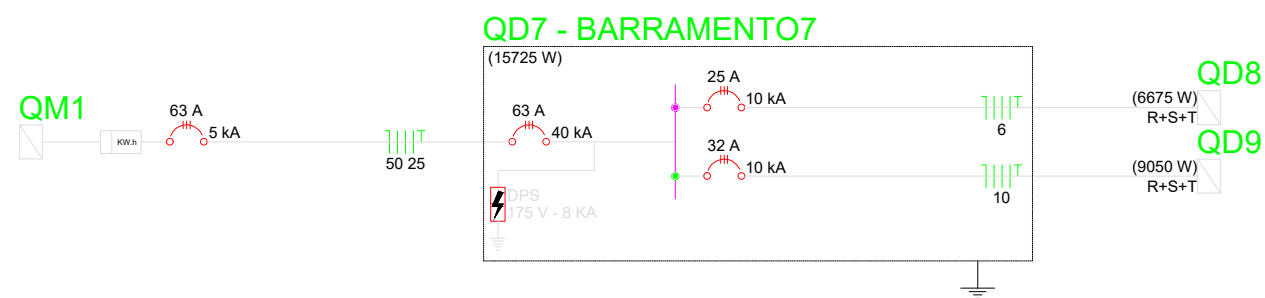 QD7 - BARRAMENTO7
(15725 W)
QM1
KW.h
63 A
5 kA
50 25
63 A
40 kA
DPS
175 V - 8 KA
25 A
10 kA
6
(6675 W)
R+S+T
QD8
32 A
10 kA
10
(9050 W)
R+S+T
QD9